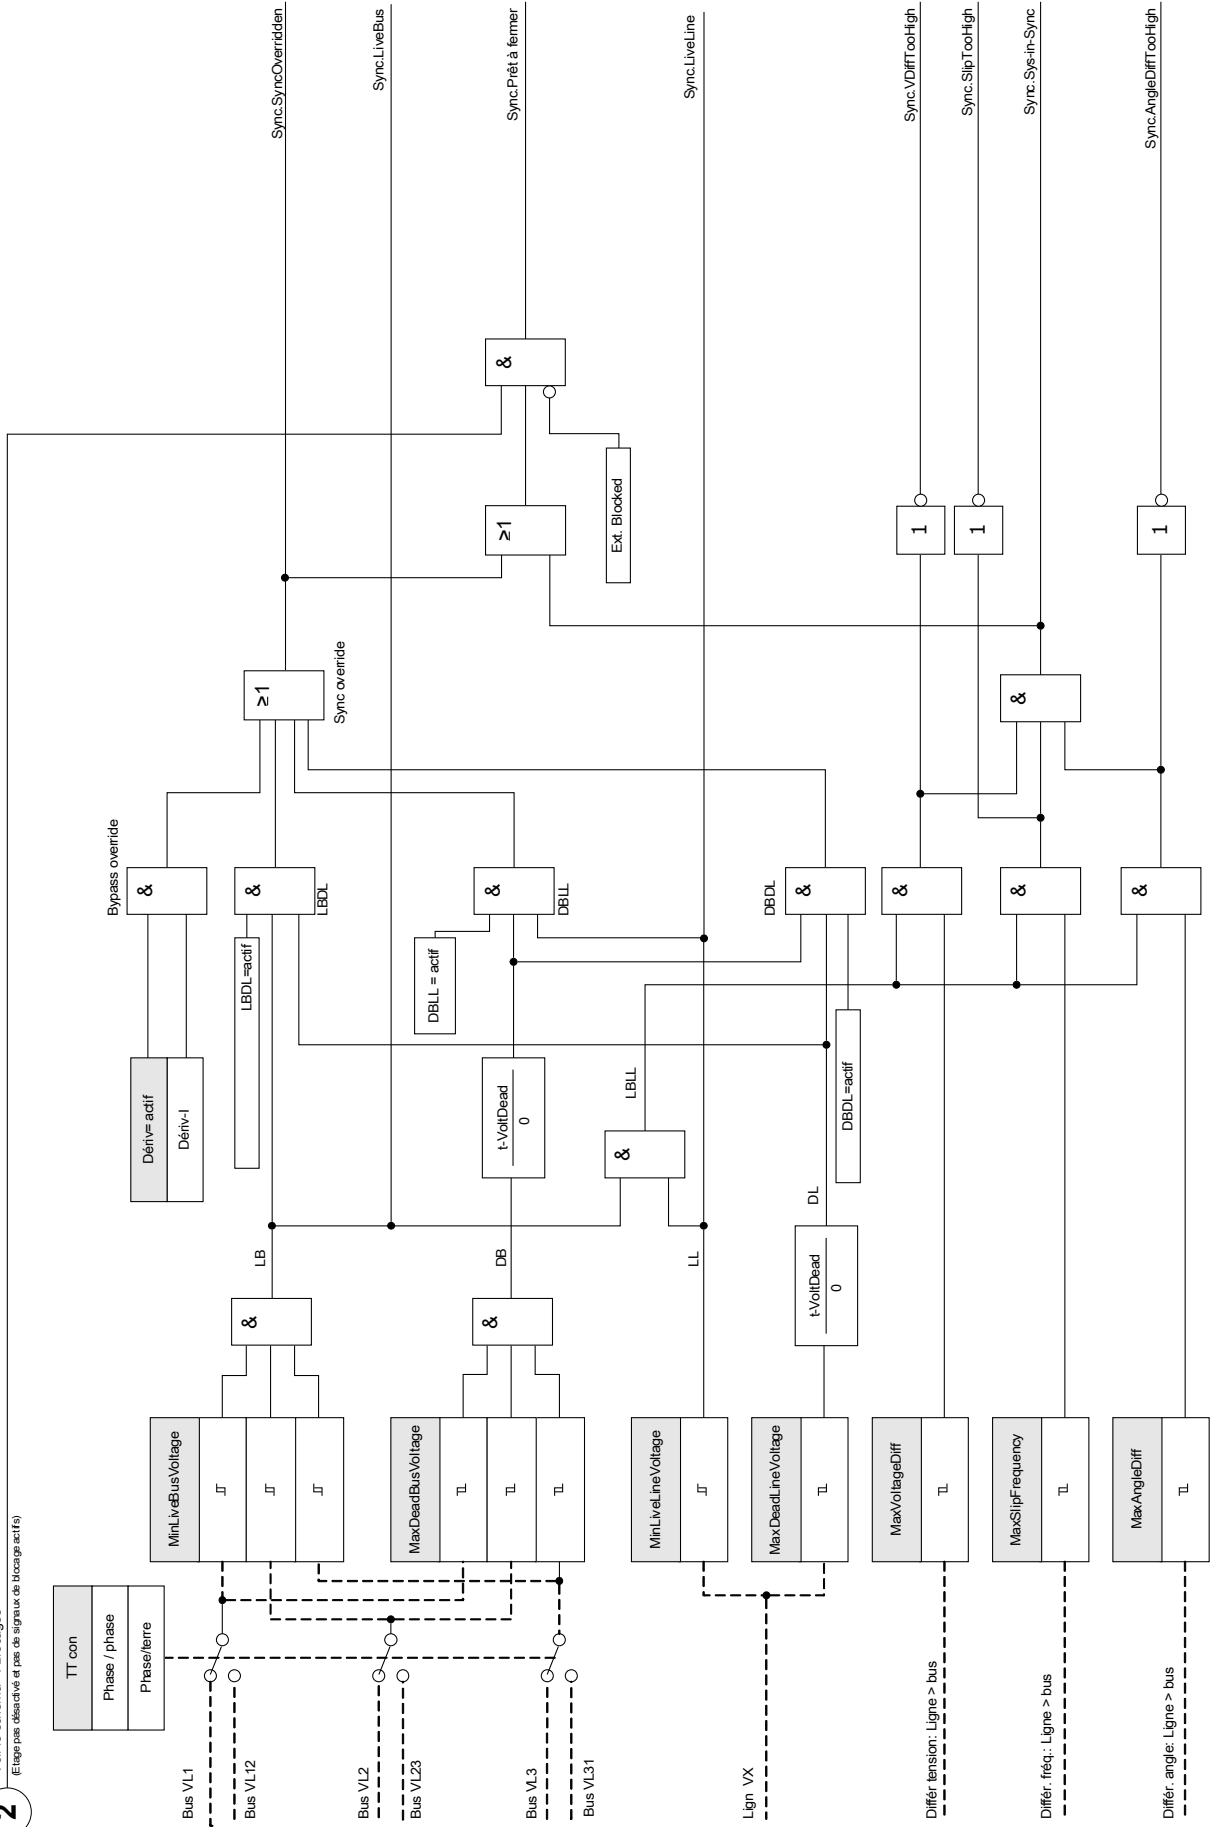 2
(Etage pas désactivé et pas de signaux de blocage actifs)
TT con
Phase / phase
Phase/terre
Bus VL1
Bus VL12
Bus VL2
Bus VL23
Bus VL3
Bus VL31
Lign VX
Différ tension: Ligne > bus
Différ. fréq.: Ligne > bus
Différ. angle: Ligne > bus
MinLiveBusVoltage
MaxDeadBusVoltage
MinLiveLineVoltage
MaxDeadLineVoltage
MaxVoltageDiff
MaxSlipFrequency
MaxAngleDiff
&
&
LB
DB
LL
t-VoltDead
0
DL
Dériv= actif
Dériv-I
LBDL=actif
t-VoltDead
0
&
LBLL
DBLL = actif
DBDL=actif
Bypass override
&
&
LBDL
&
DBLL
DBDL
&
&
&
&
≥1
Sync override
&
≥1
Ext. Blocked
1
1
1
&
Sync.SyncOverridden
Sync.LiveBus
Sync.Prêt à fermer
Sync.LiveLine
Sync.VDiffTooHigh
Sync.SlipTooHigh
Sync.Sys-in-Sync
Sync.AngleDiffTooHigh